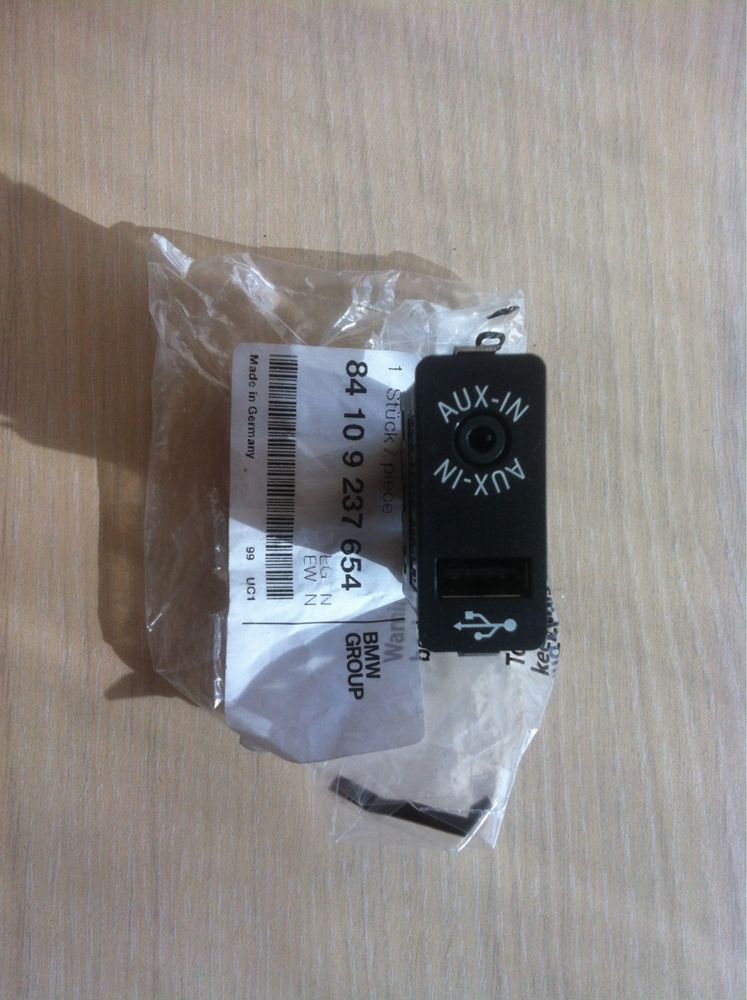 1 Stück / piece
84 10 9 237 654
EG N
EW N
Made in Germany
99 UC1
BMW
GROUP
AUX-IN
AUX-IN